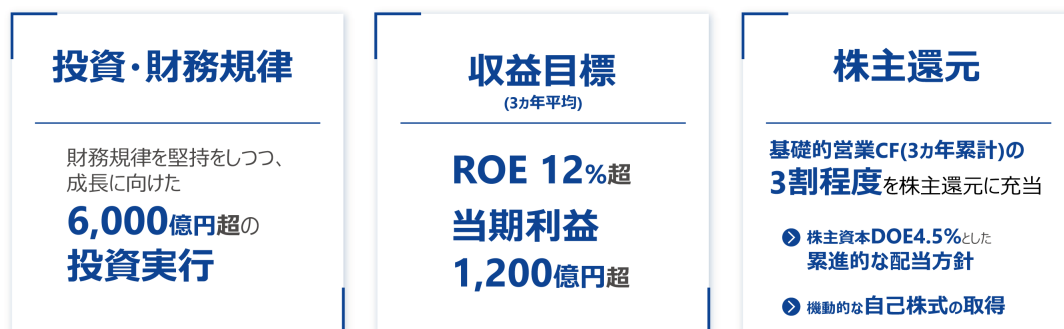 投資・財務規律
財務規律を堅持をしつつ、
成長に向けた
6,000億円超の
投資実行
収益目標
(3ヵ年平均)
ROE 12%超
当期利益
1,200億円超
株主還元
基礎的営業CF(3ヵ年累計)の
3割程度を株主還元に充当
株主資本DOE4.5%とした
累進的な配当方針
機動的な自己株式の取得